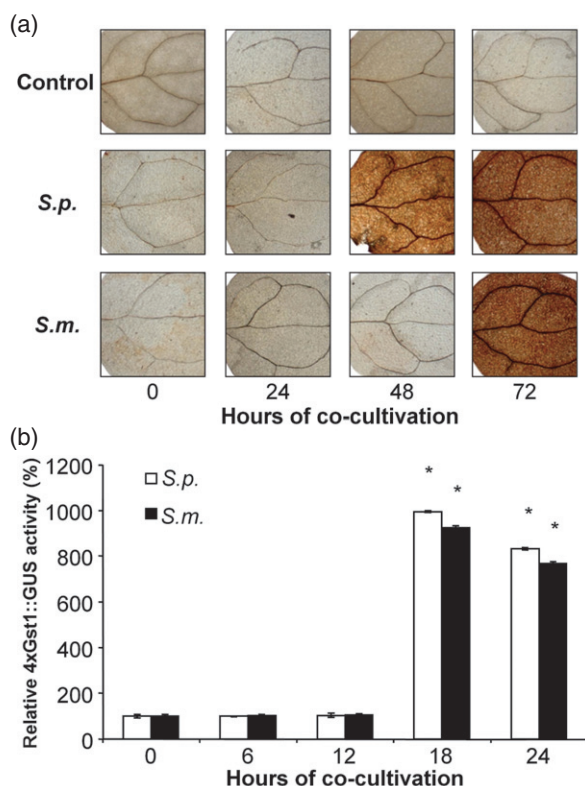 (a)
Control
S.p.
S.m.
0 24 48 72
Hours of co-cultivation
(b)
Relative 4xGst1::GUS activity (%)
1200
1000
800
600
400
200
0
S.p.
S.m.
* * * *
0 6 12 18 24
Hours of co-cultivation